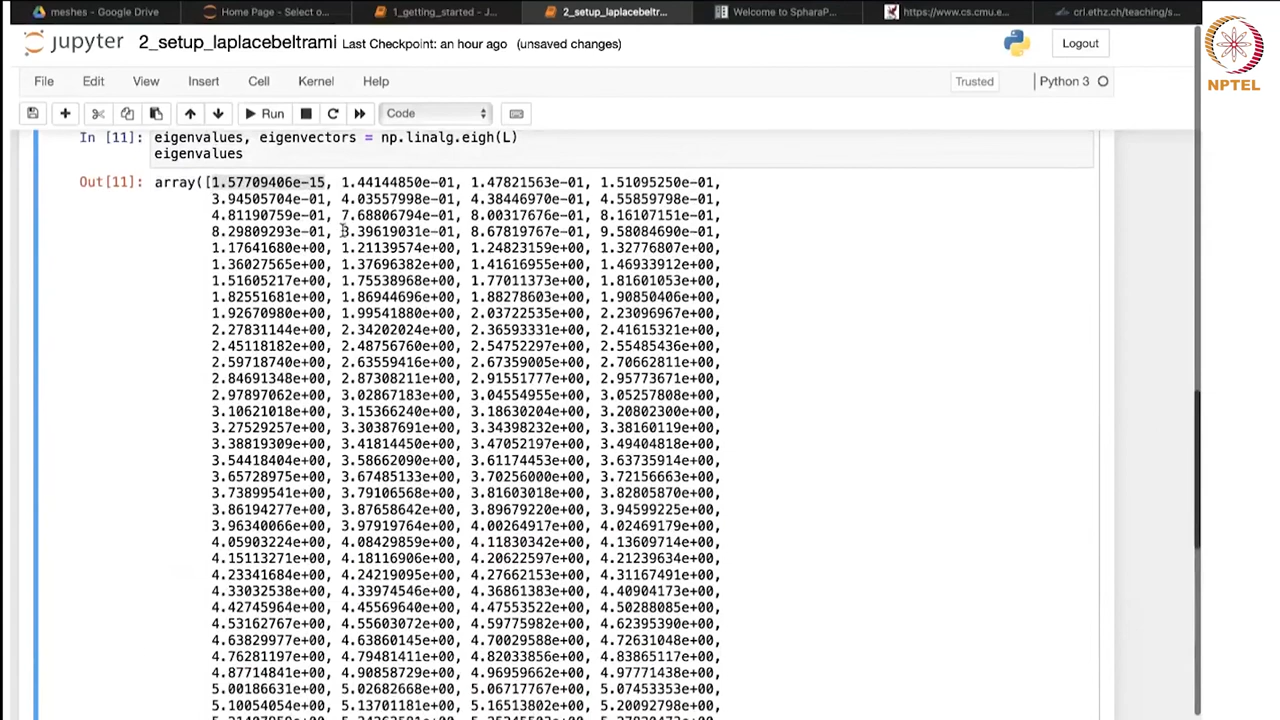 meshes - Google Drive
Home Page - Select o...
1_getting_started - J...
2_setup_laplacebeltr...
Welcome to SpharaP...
https://www.cs.cmu.e...
crl.ethz.ch/teaching/s...
jupyter 2_setup_laplacebeltrami Last Checkpoint: an hour ago (unsaved changes)
Logout
NPTEL
File Edit View Insert Cell Kernel Help
Trusted
Python 3
Run
Code
In [11]: eigenvalues, eigenvectors = np.linalg.eigh(L)
eigenvalues
Out[11]: array([1.57709406e-15, 1.44144850e-01, 1.47821563e-01, 1.51095250e-01,
3.94505704e-01, 4.03557998e-01, 4.38446970e-01, 4.55859798e-01,
4.81190759e-01, 7.68806794e-01, 8.00317676e-01, 8.16107151e-01,
8.29809293e-01, 8.39619031e-01, 8.67819767e-01, 9.58084690e-01,
1.17641680e+00, 1.21139574e+00, 1.24823159e+00, 1.32776807e+00,
1.36027565e+00, 1.37696382e+00, 1.41616955e+00, 1.46933912e+00,
1.51605217e+00, 1.75538968e+00, 1.77011373e+00, 1.81601053e+00,
1.82551681e+00, 1.86944696e+00, 1.88278603e+00, 1.90850406e+00,
1.92670980e+00, 1.99541880e+00, 2.03722535e+00, 2.23096967e+00,
2.27831144e+00, 2.34202024e+00, 2.36593331e+00, 2.41615321e+00,
2.45118182e+00, 2.48756760e+00, 2.54752297e+00, 2.55485436e+00,
2.59718740e+00, 2.63559416e+00, 2.67359005e+00, 2.70662811e+00,
2.84691348e+00, 2.87308211e+00, 2.91551777e+00, 2.95773671e+00,
2.97897062e+00, 3.02867183e+00, 3.04554955e+00, 3.05257808e+00,
3.10621018e+00, 3.15366240e+00, 3.18630204e+00, 3.20802300e+00,
3.27529257e+00, 3.30387691e+00, 3.34398232e+00, 3.38160119e+00,
3.38819309e+00, 3.41814450e+00, 3.47052197e+00, 3.49404818e+00,
3.54418404e+00, 3.58662090e+00, 3.61174453e+00, 3.63735914e+00,
3.65728975e+00, 3.67485133e+00, 3.70256000e+00, 3.72156663e+00,
3.73899541e+00, 3.79106568e+00, 3.81603018e+00, 3.82805870e+00,
3.86194277e+00, 3.87658642e+00, 3.89679220e+00, 3.94599225e+00,
3.96340066e+00, 3.97919764e+00, 4.00264917e+00, 4.02469179e+00,
4.05903224e+00, 4.08429859e+00, 4.11830342e+00, 4.13609714e+00,
4.15113271e+00, 4.18116906e+00, 4.20622597e+00, 4.21239634e+00,
4.23341684e+00, 4.24219095e+00, 4.27662153e+00, 4.31167491e+00,
4.33032538e+00, 4.33974546e+00, 4.36861383e+00, 4.40904173e+00,
4.42745964e+00, 4.45569640e+00, 4.47553522e+00, 4.50288085e+00,
4.53162767e+00, 4.55603072e+00, 4.59775982e+00, 4.62395390e+00,
4.63829977e+00, 4.63860145e+00, 4.70029588e+00, 4.72631048e+00,
4.76281197e+00, 4.79481411e+00, 4.82033856e+00, 4.83865117e+00,
4.87714841e+00, 4.90858729e+00, 4.96959662e+00, 4.97771438e+00,
5.00186631e+00, 5.02682668e+00, 5.06717767e+00, 5.07453353e+00,
5.10054054e+00, 5.13701181e+00, 5.16513802e+00, 5.20092798e+00,